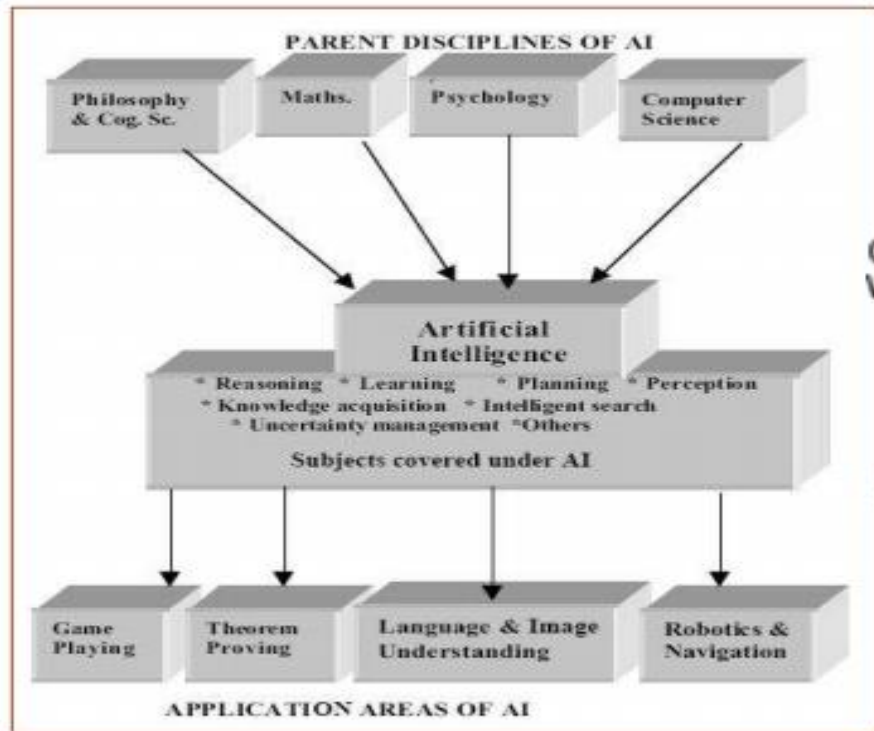 PARENT DISCIPLINES OF AI
Philosophy
& Cog. Sc.
Maths.
Psychology
Computer
Science
Artificial
Intelligence
* Reasoning * Learning * Planning * Perception
* Knowledge acquisition * Intelligent search
* Uncertainty management *Others
Subjects covered under AI
Game
Playing
Theorem
Proving
Language & Image
Understanding
Robotics &
Navigation
APPLICATION AREAS OF AI